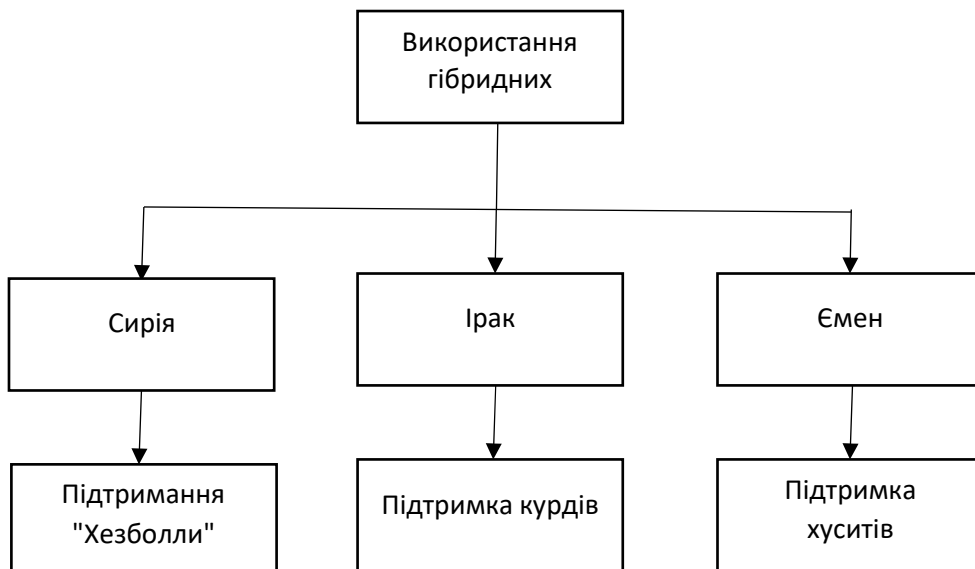 Використання
гібридних
Сирія
Ірак
Ємен
Підтримання
"Хезболли"
Підтримка курдів
Підтримка
хуситів